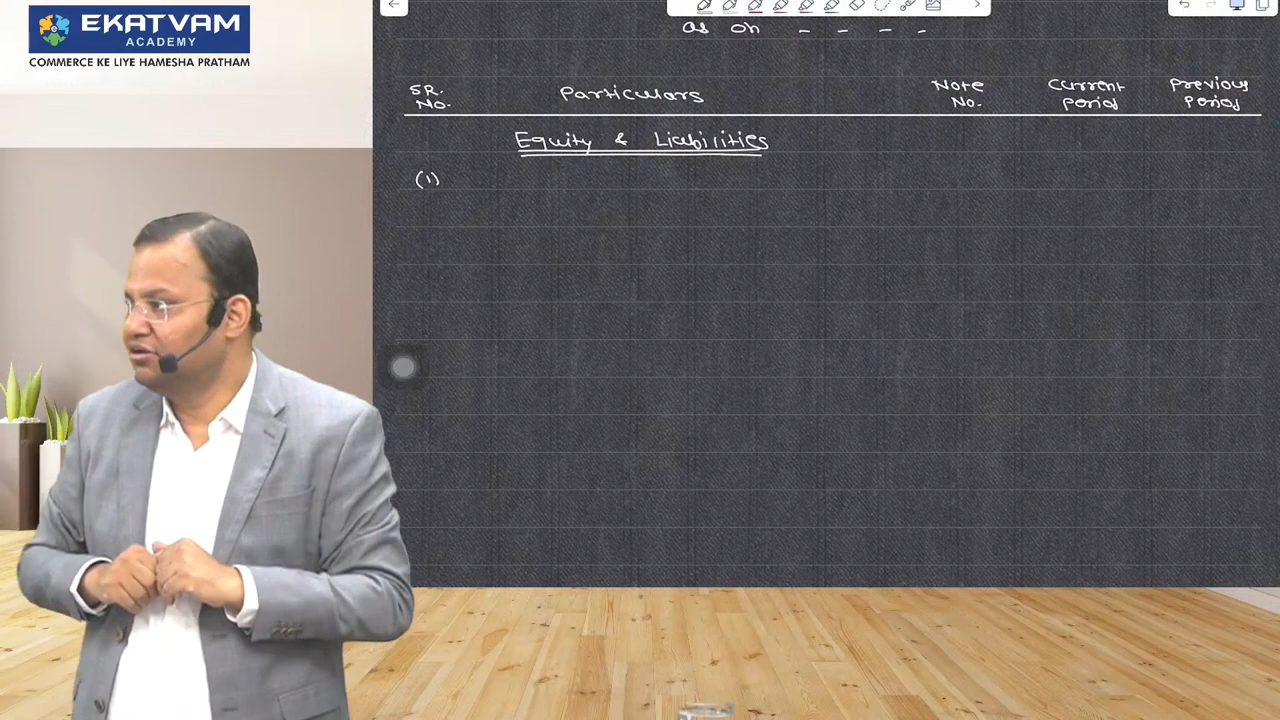 EKATVAM
ACADEMY
COMMERCE KE LIYE HAMESHA PRATHAM
as on - - - -
SR. No. Particulars Note No. Current Period Previous Period
Equity & Liabilities
(1)